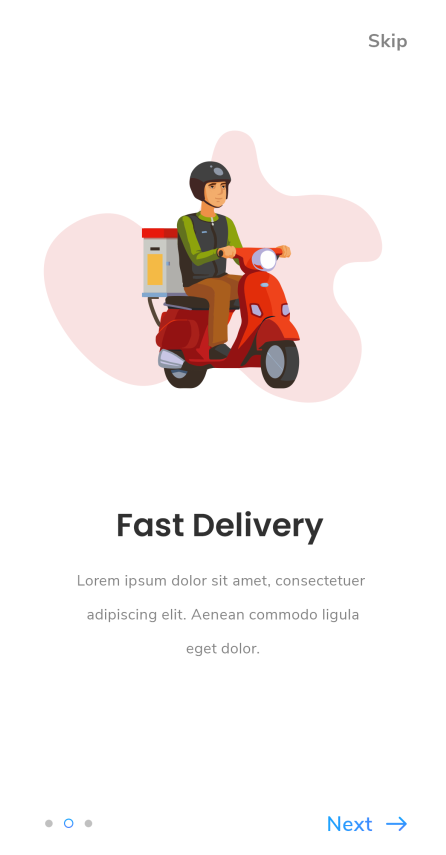 Skip
Fast Delivery
Lorem ipsum dolor sit amet, consectetuer
adipiscing elit. Aenean commodo ligula
eget dolor.
Next